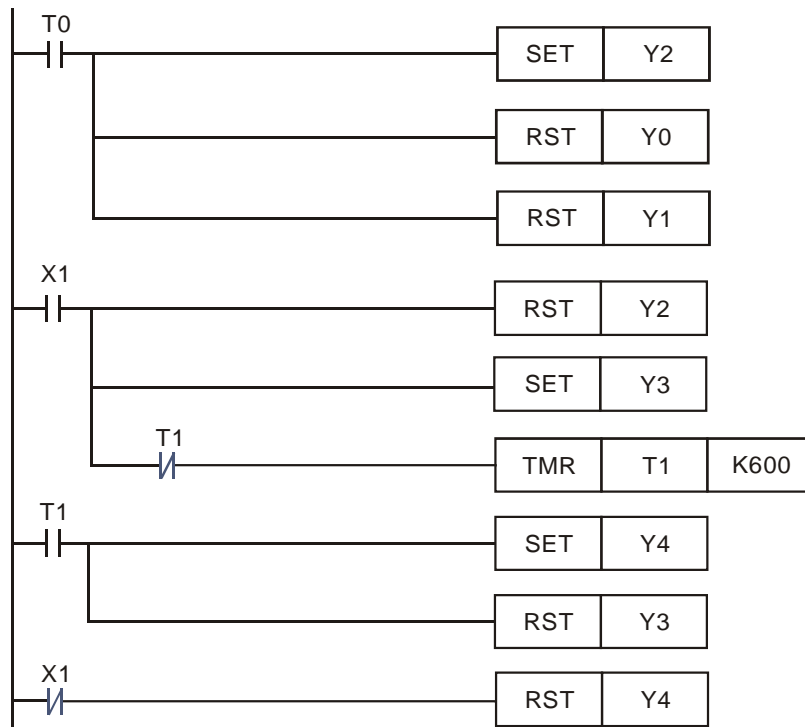 T0
SET Y2
RST Y0
RST Y1
X1
RST Y2
SET Y3
T1
TMR T1 K600
T1
SET Y4
RST Y3
X1
RST Y4